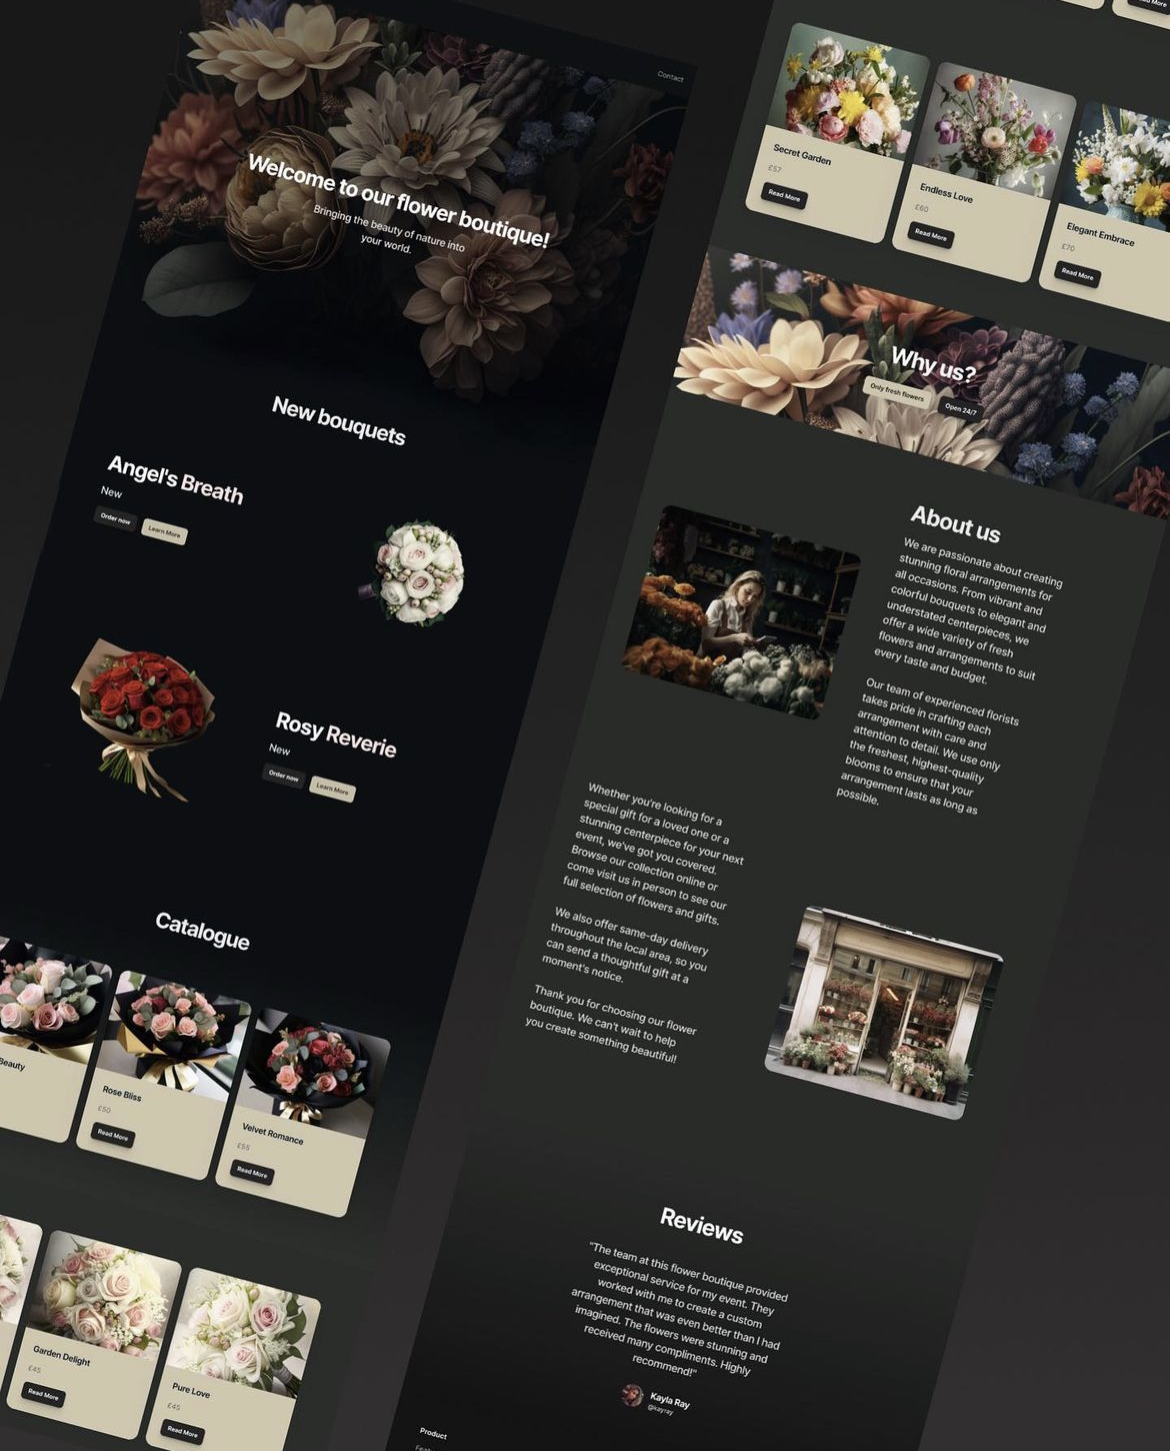 Contact
Welcome to our flower boutique!
Bringing the beauty of nature into
your world.
New bouquets
Angel's Breath
New
Order now
Learn More
Rosy Reverie
New
Order now
Learn More
Catalogue
Beauty
Rose Bliss
£50
Read More
Velvet Romance
£55
Read More
Garden Delight
£45
Read More
Pure Love
£45
Read More
Secret Garden
£57
Read More
Endless Love
£60
Read More
Elegant Embrace
£70
Read More
Why us?
Only fresh flowers
Open 24/7
About us
We are passionate about creating
stunning floral arrangements for
all occasions. From vibrant and
colorful bouquets to elegant and
understated centerpieces, we
offer a wide variety of fresh
flowers and arrangements to suit
every taste and budget.
Our team of experienced florists
takes pride in crafting each
arrangement with care and
attention to detail. We use only
the freshest, highest-quality
blooms to ensure that your
arrangement lasts as long as
possible.
Whether you're looking for a
special gift for a loved one or a
stunning centerpiece for your next
event, we've got you covered.
Browse our collection online or
come visit us in person to see our
full selection of flowers and gifts.
We also offer same-day delivery
throughout the local area, so you
can send a thoughtful gift at a
moment's notice.
Thank you for choosing our flower
boutique. We can't wait to help
you create something beautiful!
Reviews
"The team at this flower boutique provided
exceptional service for my event. They
worked with me to create a custom
arrangement that was even better than I had
imagined. The flowers were stunning and
received many compliments. Highly
recommend!"
Kayla Ray
@kayray
Product